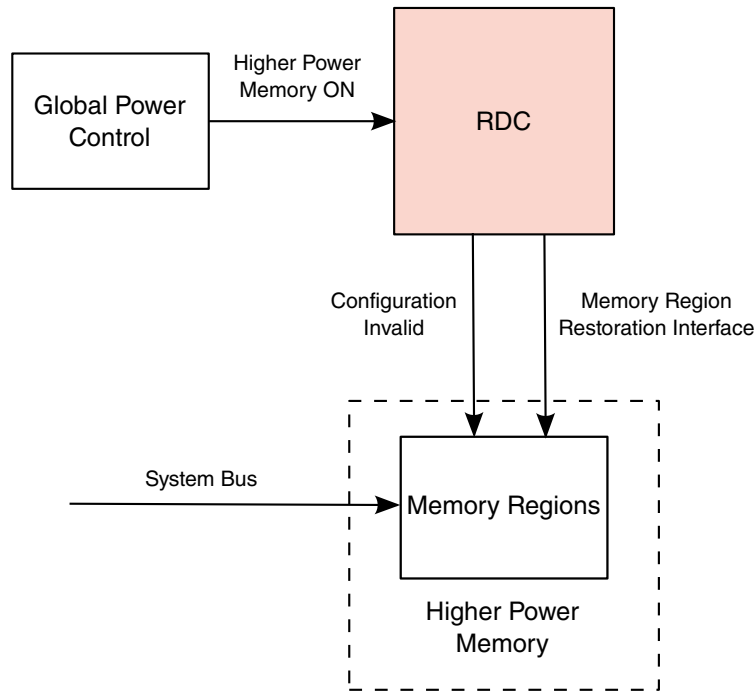 Higher Power
Memory ON
Global Power
Control
RDC
Configuration
Invalid
Memory Region
Restoration Interface
System Bus
Memory Regions
Higher Power
Memory